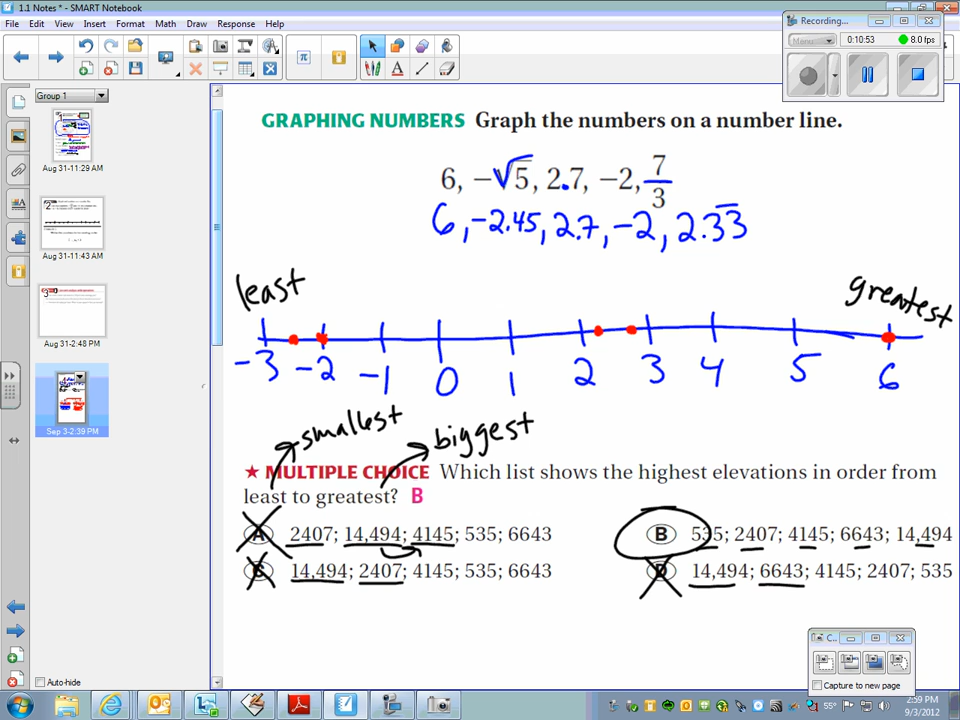 1.1 Notes * - SMART Notebook
File Edit View Insert Format Math Draw Response Help
Recording...
Menu 0:10:53 8.0 fps
Group 1
Aug 31-11:29 AM
Aug 31-11:43 AM
Aug 31-2:48 PM
Sep 3-2:39 PM
Auto-hide
GRAPHING NUMBERS Graph the numbers on a number line.
6, −√5, 2.7, −2, 7/3
6, -2.45, 2.7, -2, 2.3̅3̅
least greatest
-3 -2 -1 0 1 2 3 4 5 6
smallest biggest
★ MULTIPLE CHOICE Which list shows the highest elevations in order from
least to greatest? B
A 2407; 14,494; 4145; 535; 6643 B 535; 2407; 4145; 6643; 14,494
C 14,494; 2407; 4145; 535; 6643 D 14,494; 6643; 4145; 2407; 535
C...
Capture to new page
55°
2:59 PM
9/3/2012